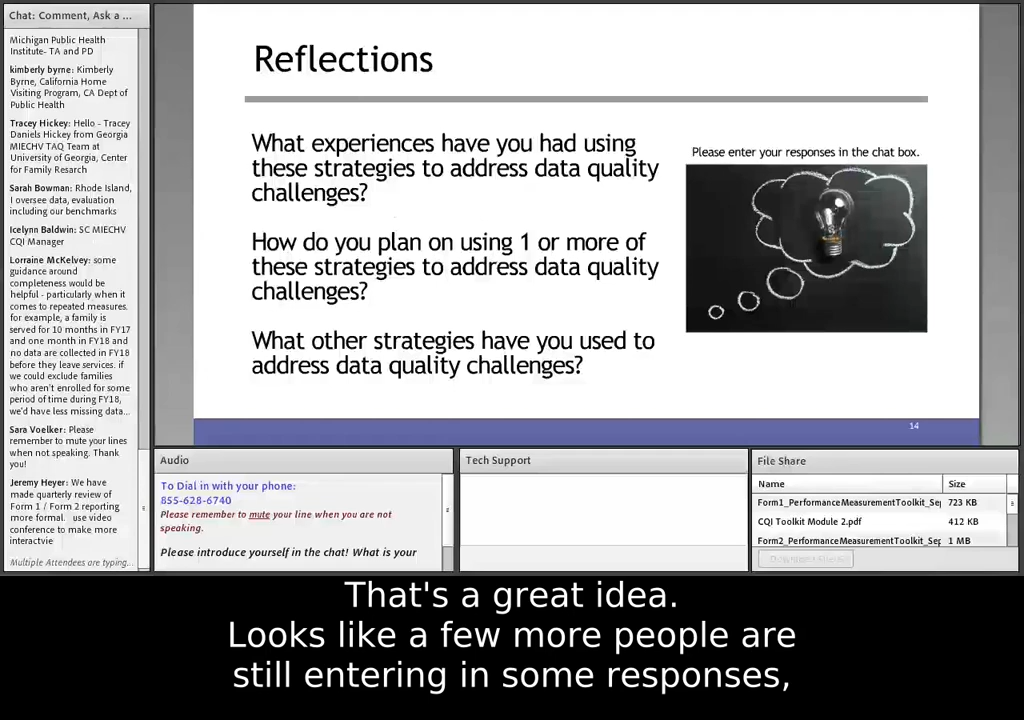 Chat: Comment, Ask a ...
Michigan Public Health
Institute- TA and PD
kimberly byrne: Kimberly
Byrne, California Home
Visiting Program, CA Dept of
Public Health
Tracey Hickey: Hello - Tracey
Daniels Hickey from Georgia
MIECHV TAQ Team at
University of Georgia, Center
for Family Resarch
Sarah Bowman: Rhode Island,
I oversee data, evaluation
including our benchmarks
Icelynn Baldwin: SC MIECHV
CQI Manager
Lorraine McKelvey: some
guidance around
completeness would be
helpful - particularly when it
comes to repeated measures.
for example, a family is
served for 10 months in FY17
and one month in FY18 and
no data are collected in FY18
before they leave services. if
we could exclude families
who aren't enrolled for some
period of time during FY18,
we'd have less missing data...
Sara Voelker: Please
remember to mute your lines
when not speaking. Thank
you!
Jeremy Heyer: We have
made quarterly review of
Form 1 / Form 2 reporting
more formal. use video
conference to make more
interactvie
Multiple Attendees are typing...
Reflections
What experiences have you had using
these strategies to address data quality
challenges?
How do you plan on using 1 or more of
these strategies to address data quality
challenges?
What other strategies have you used to
address data quality challenges?
Please enter your responses in the chat box.
14
Audio
To Dial in with your phone:
855-628-6740
Please remember to mute your line when you are not
speaking.
Please introduce yourself in the chat! What is your
Tech Support
File Share
Name Size
Form1_PerformanceMeasurementToolkit_Sep 723 KB
CQI Toolkit Module 2.pdf 412 KB
Form2_PerformanceMeasurementToolkit_Sep 1 MB
That's a great idea.
Looks like a few more people are
still entering in some responses,